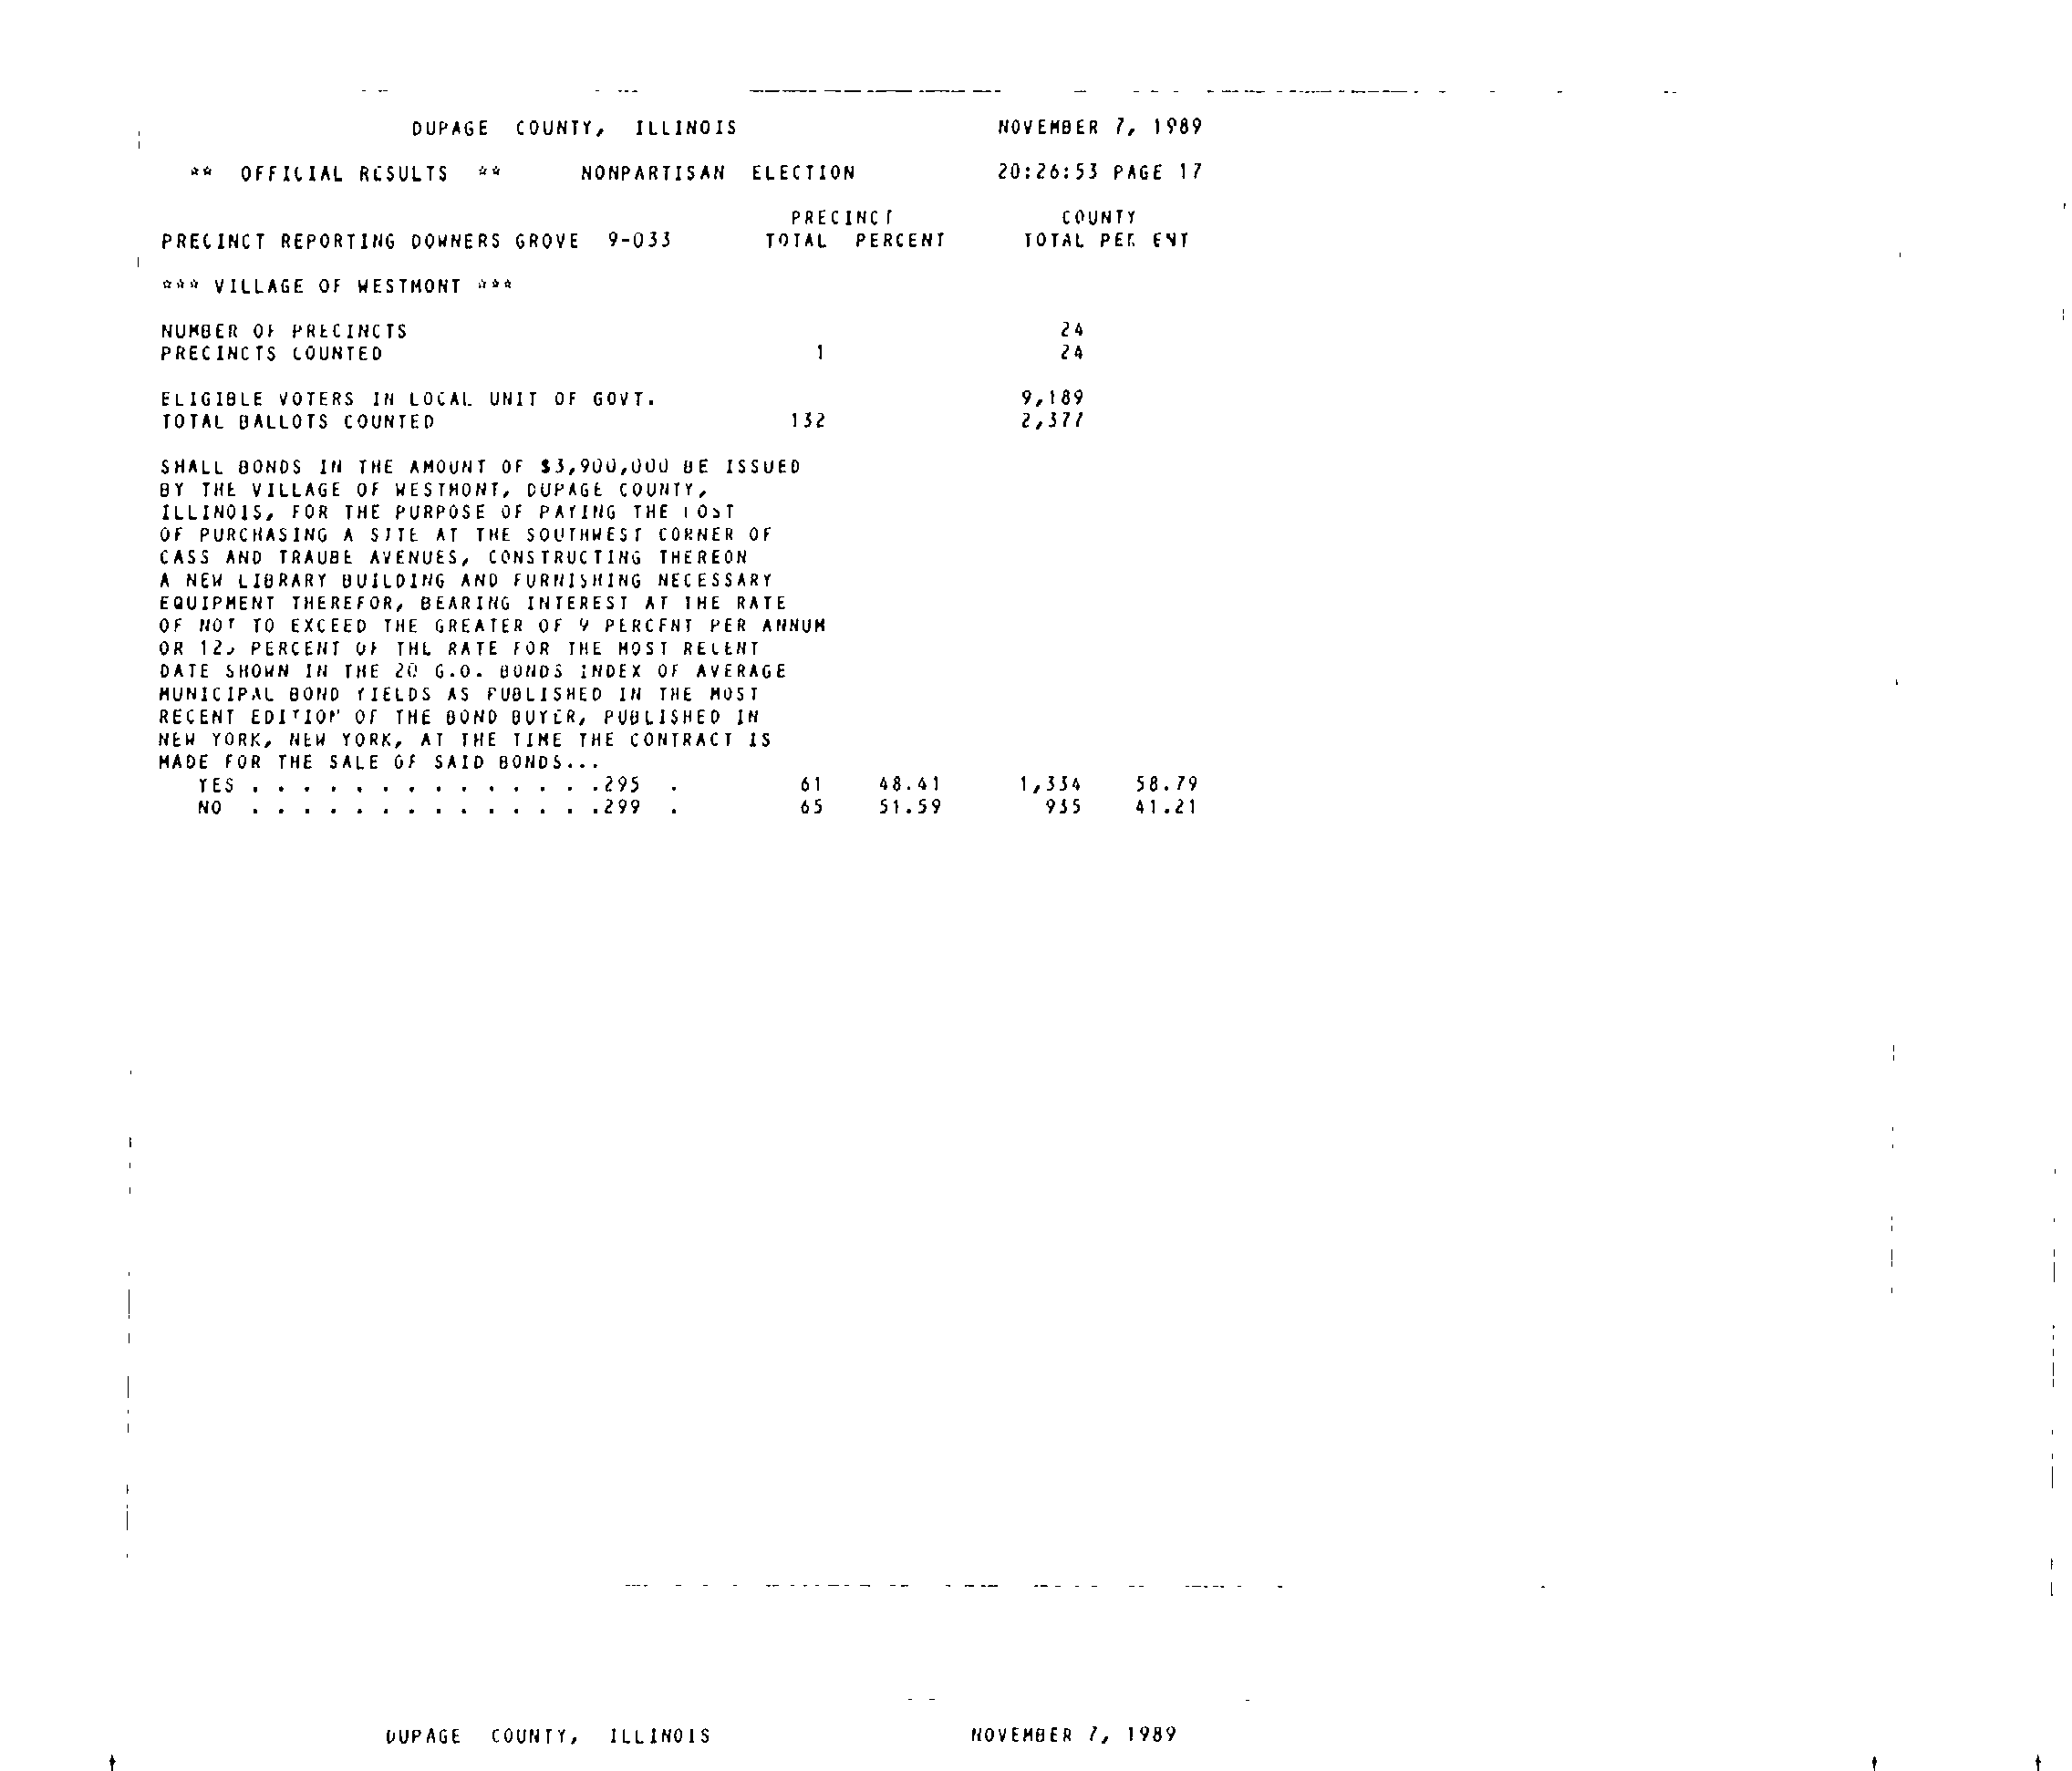 DUPAGE COUNTY, ILLINOIS NOVEMBER 7, 1989
** OFFICIAL RESULTS ** NONPARTISAN ELECTION 20:26:53 PAGE 17
PRECINCT COUNTY
PRECINCT REPORTING DOWNERS GROVE 9-033 TOTAL PERCENT TOTAL PERCENT
*** VILLAGE OF WESTMONT ***
NUMBER OF PRECINCTS 24
PRECINCTS COUNTED 1 24
ELIGIBLE VOTERS IN LOCAL UNIT OF GOVT. 9,189
TOTAL BALLOTS COUNTED 132 2,377
SHALL BONDS IN THE AMOUNT OF $3,900,000 BE ISSUED
BY THE VILLAGE OF WESTMONT, DUPAGE COUNTY,
ILLINOIS, FOR THE PURPOSE OF PAYING THE COST
OF PURCHASING A SITE AT THE SOUTHWEST CORNER OF
CASS AND TRAUBE AVENUES, CONSTRUCTING THEREON
A NEW LIBRARY BUILDING AND FURNISHING NECESSARY
EQUIPMENT THEREFOR, BEARING INTEREST AT THE RATE
OF NOT TO EXCEED THE GREATER OF 9 PERCENT PER ANNUM
OR 125 PERCENT OF THE RATE FOR THE MOST RECENT
DATE SHOWN IN THE 20 G.O. BONDS INDEX OF AVERAGE
MUNICIPAL BOND YIELDS AS PUBLISHED IN THE MOST
RECENT EDITION OF THE BOND BUYER, PUBLISHED IN
NEW YORK, NEW YORK, AT THE TIME THE CONTRACT IS
MADE FOR THE SALE OF SAID BONDS...
YES . . . . . . . . . . . . . .295 . 61 48.41 1,334 58.79
NO . . . . . . . . . . . . . .299 . 65 51.59 935 41.21
DUPAGE COUNTY, ILLINOIS NOVEMBER 7, 1989